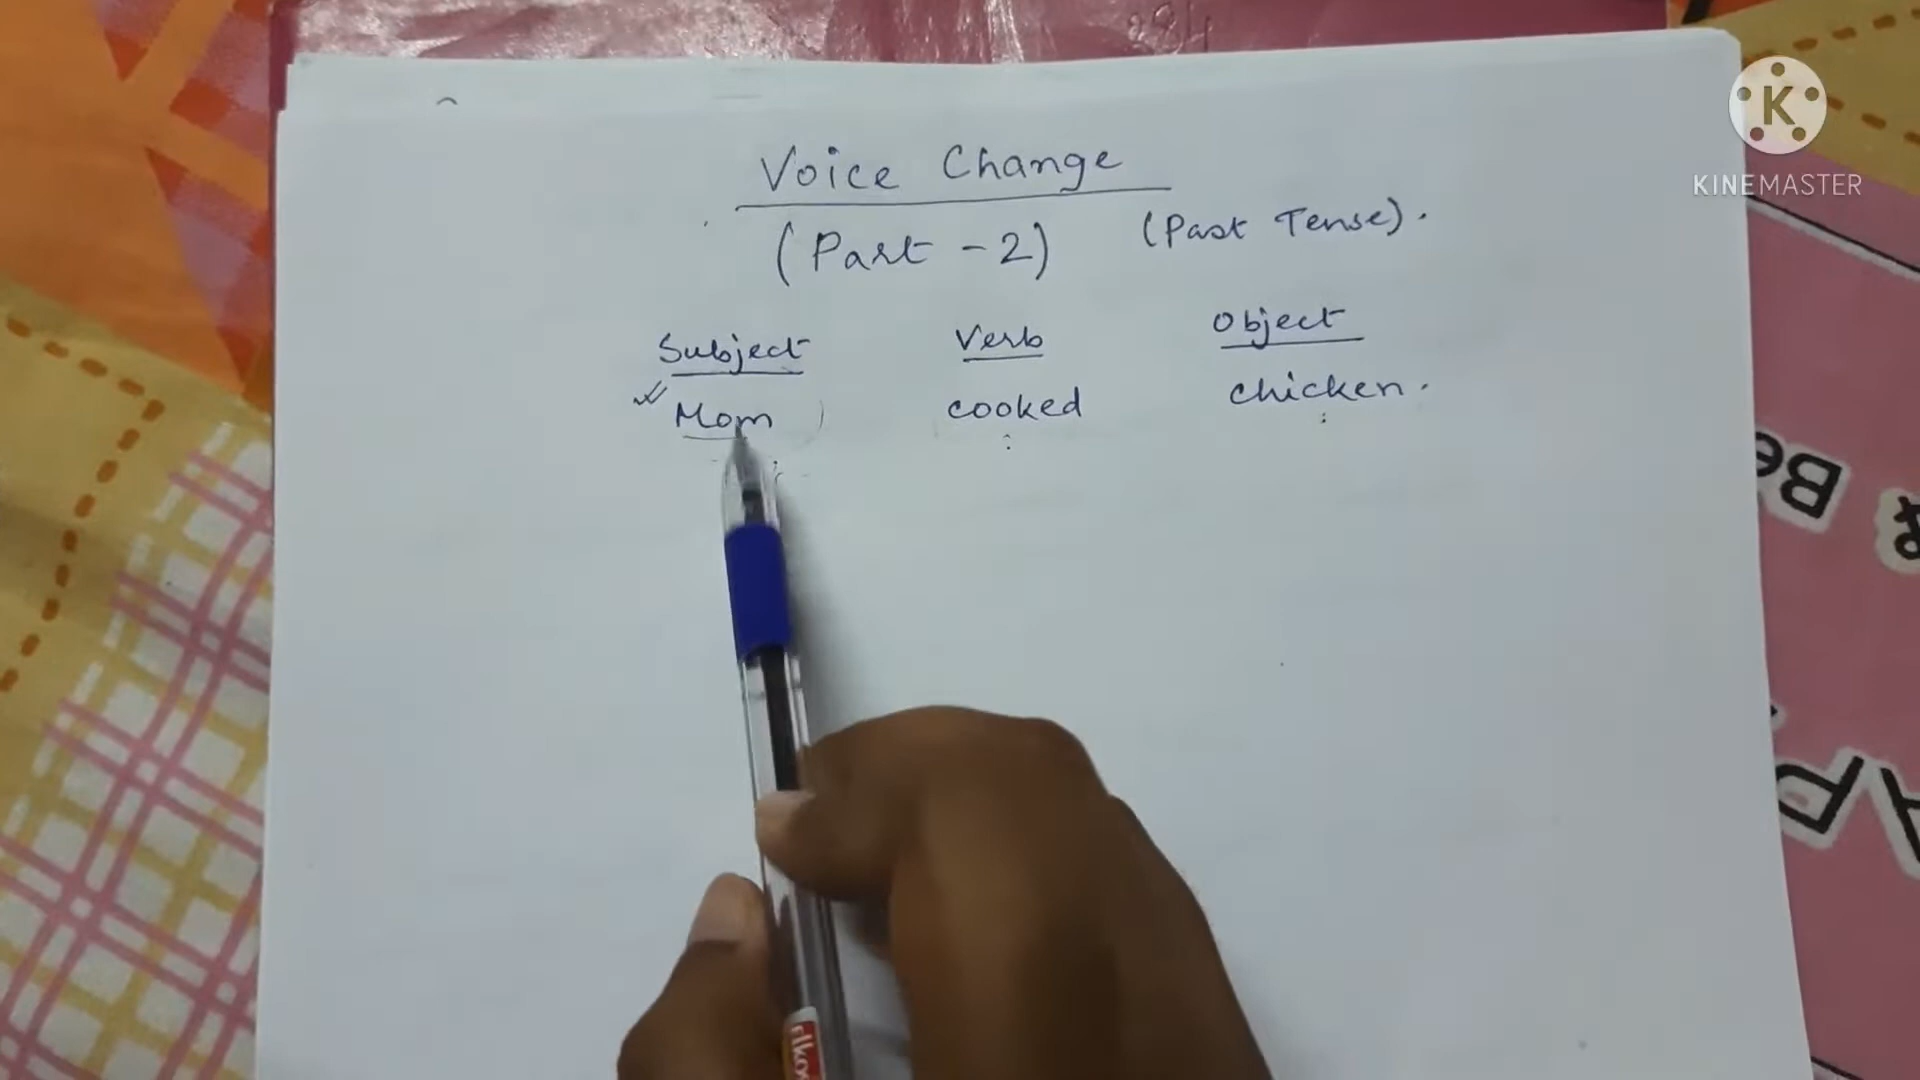 Voice Change
(Part - 2) (Past Tense).
Subject Verb Object
Mom cooked chicken.
K
KINEMASTER